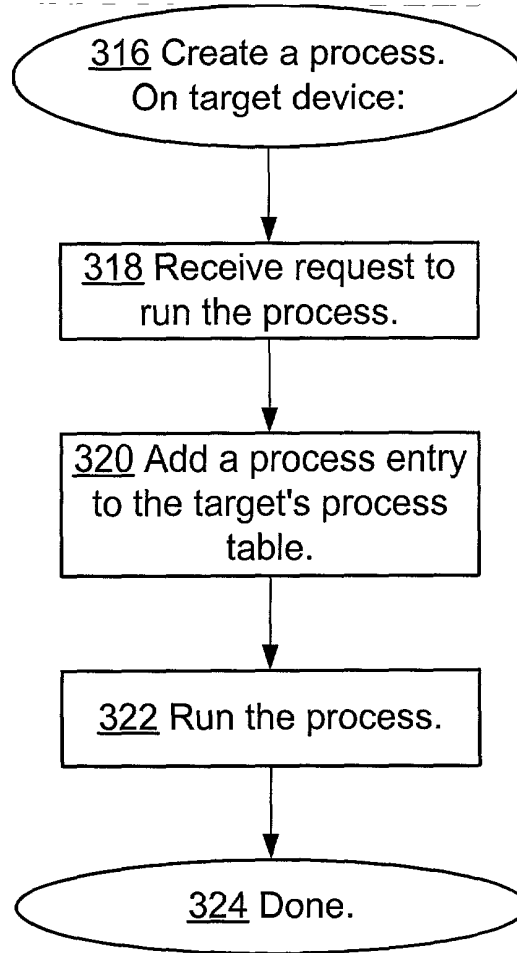 316 Create a process.
On target device:
318 Receive request to
run the process.
320 Add a process entry
to the target's process
table.
322 Run the process.
324 Done.